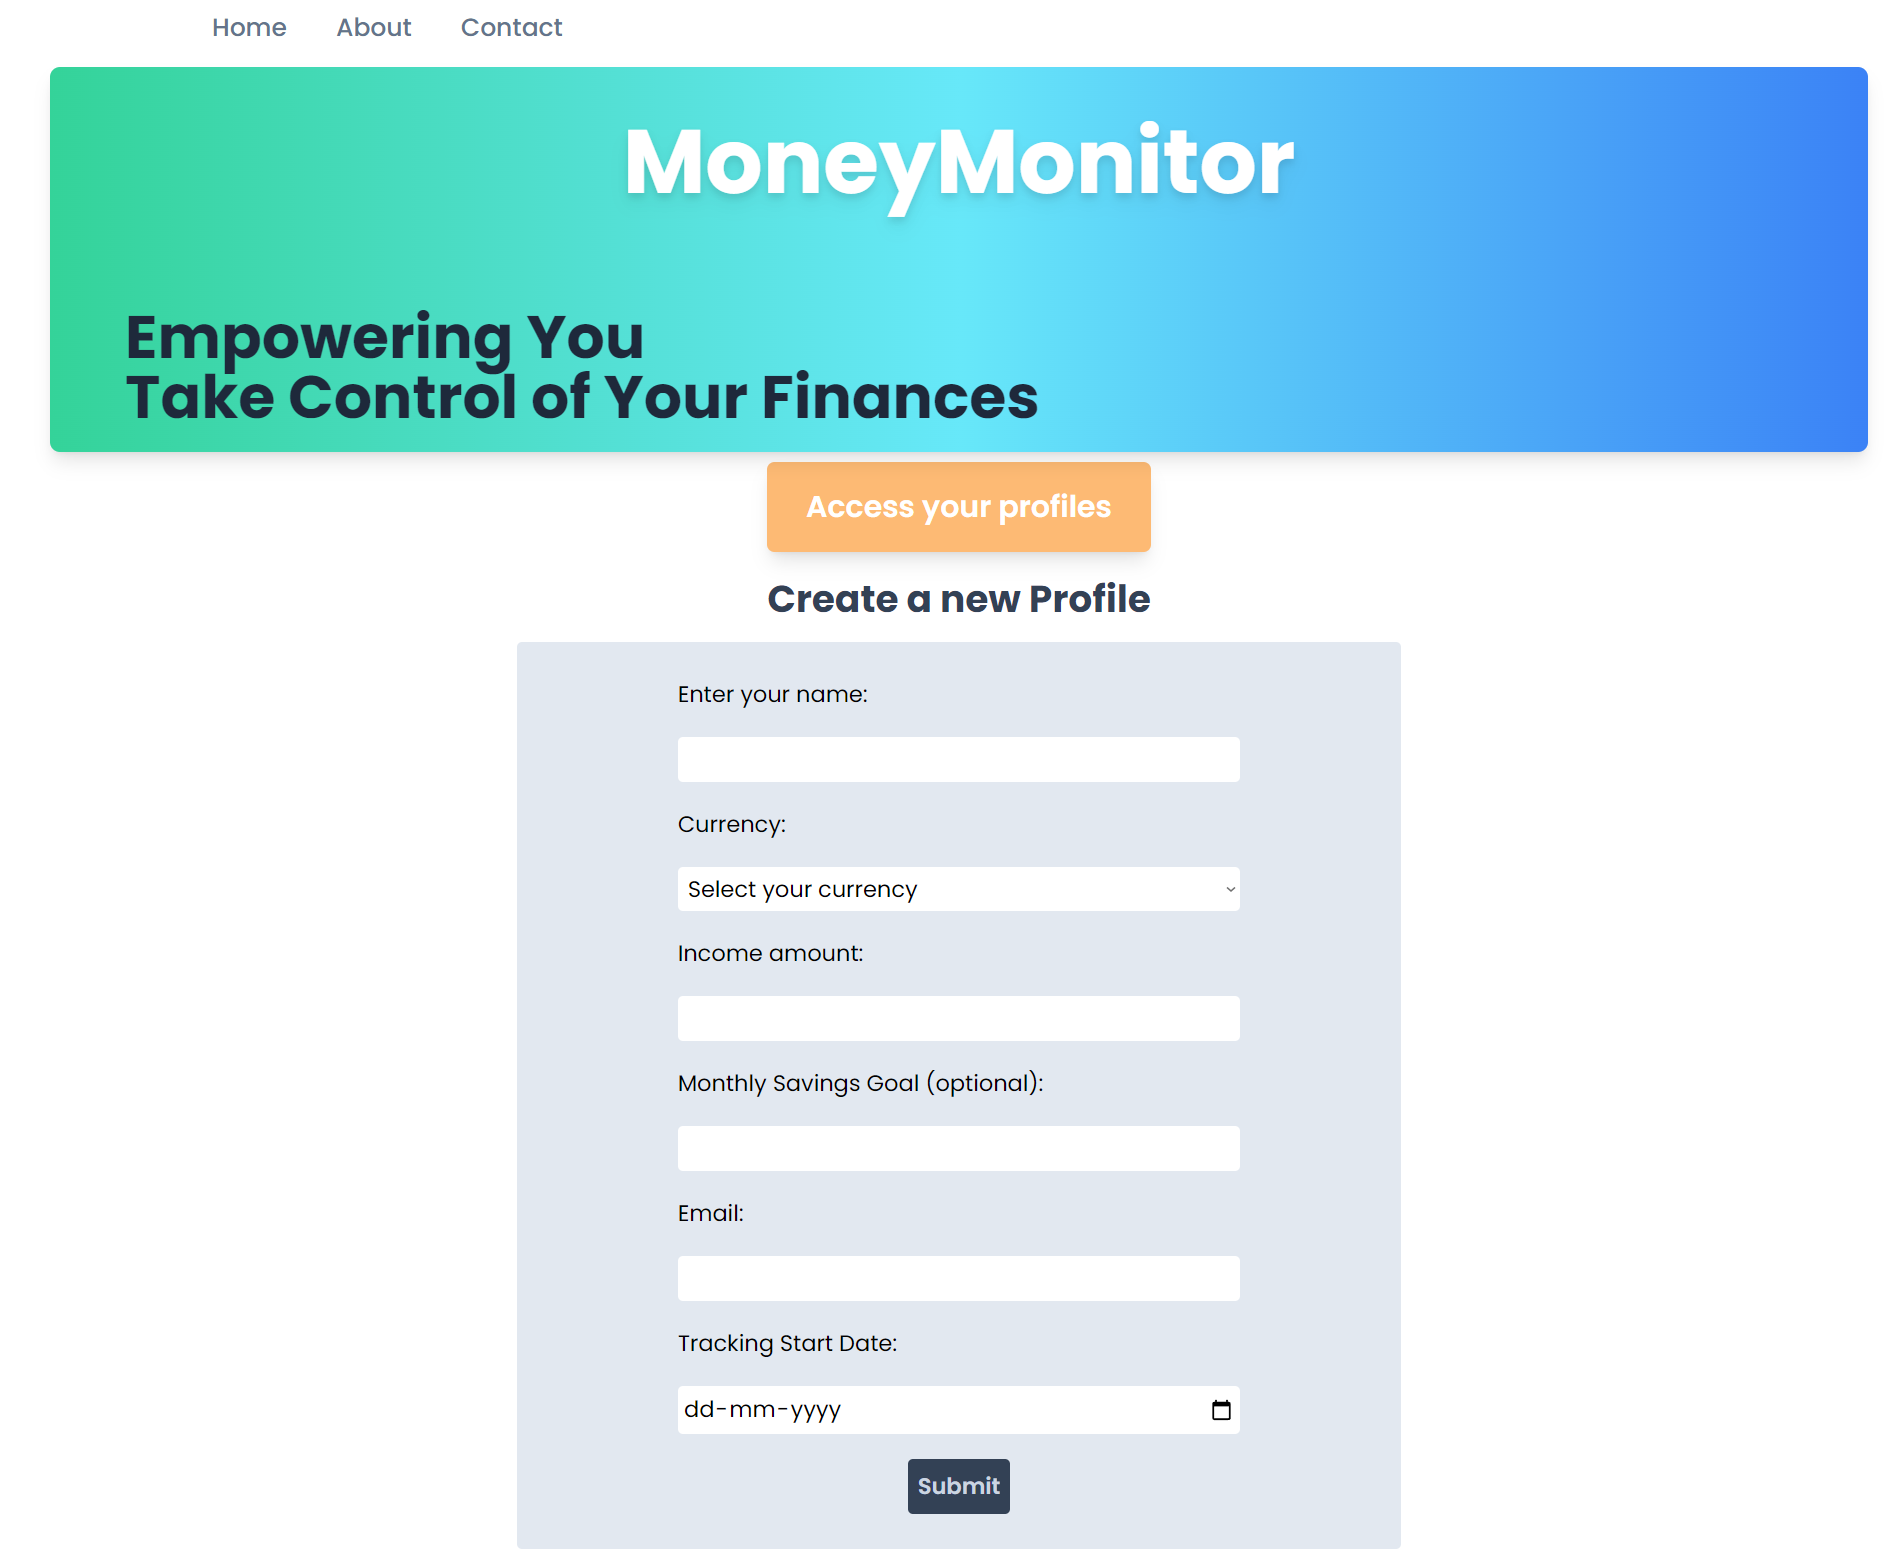 Home About Contact
MoneyMonitor
Empowering You
Take Control of Your Finances
Access your profiles
Create a new Profile
Enter your name:
Currency:
Select your currency
Income amount:
Monthly Savings Goal (optional):
Email:
Tracking Start Date:
dd-mm-yyyy
Submit